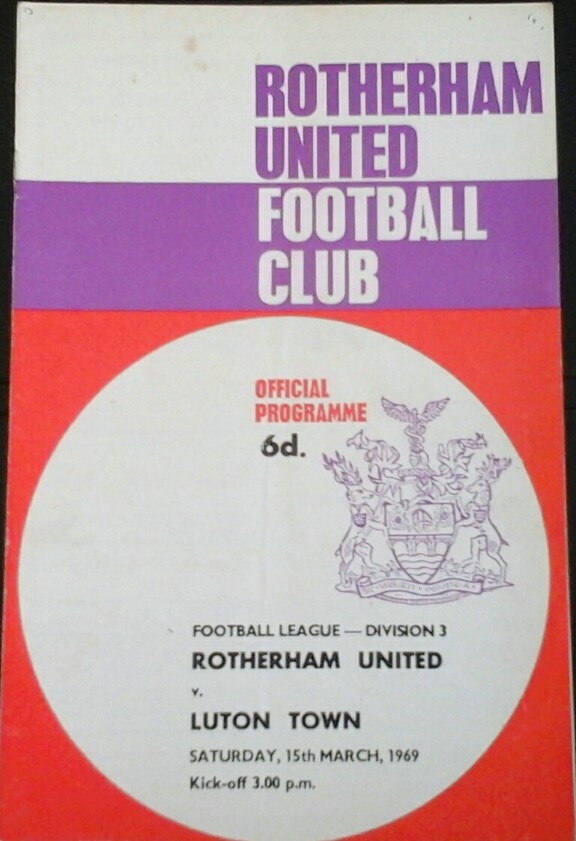 ROTHERHAM
UNITED
FOOTBALL
CLUB
OFFICIAL
PROGRAMME
6d.
FOOTBALL LEAGUE — DIVISION 3
ROTHERHAM UNITED
v.
LUTON TOWN
SATURDAY, 15th MARCH, 1969
Kick-off 3.00 p.m.